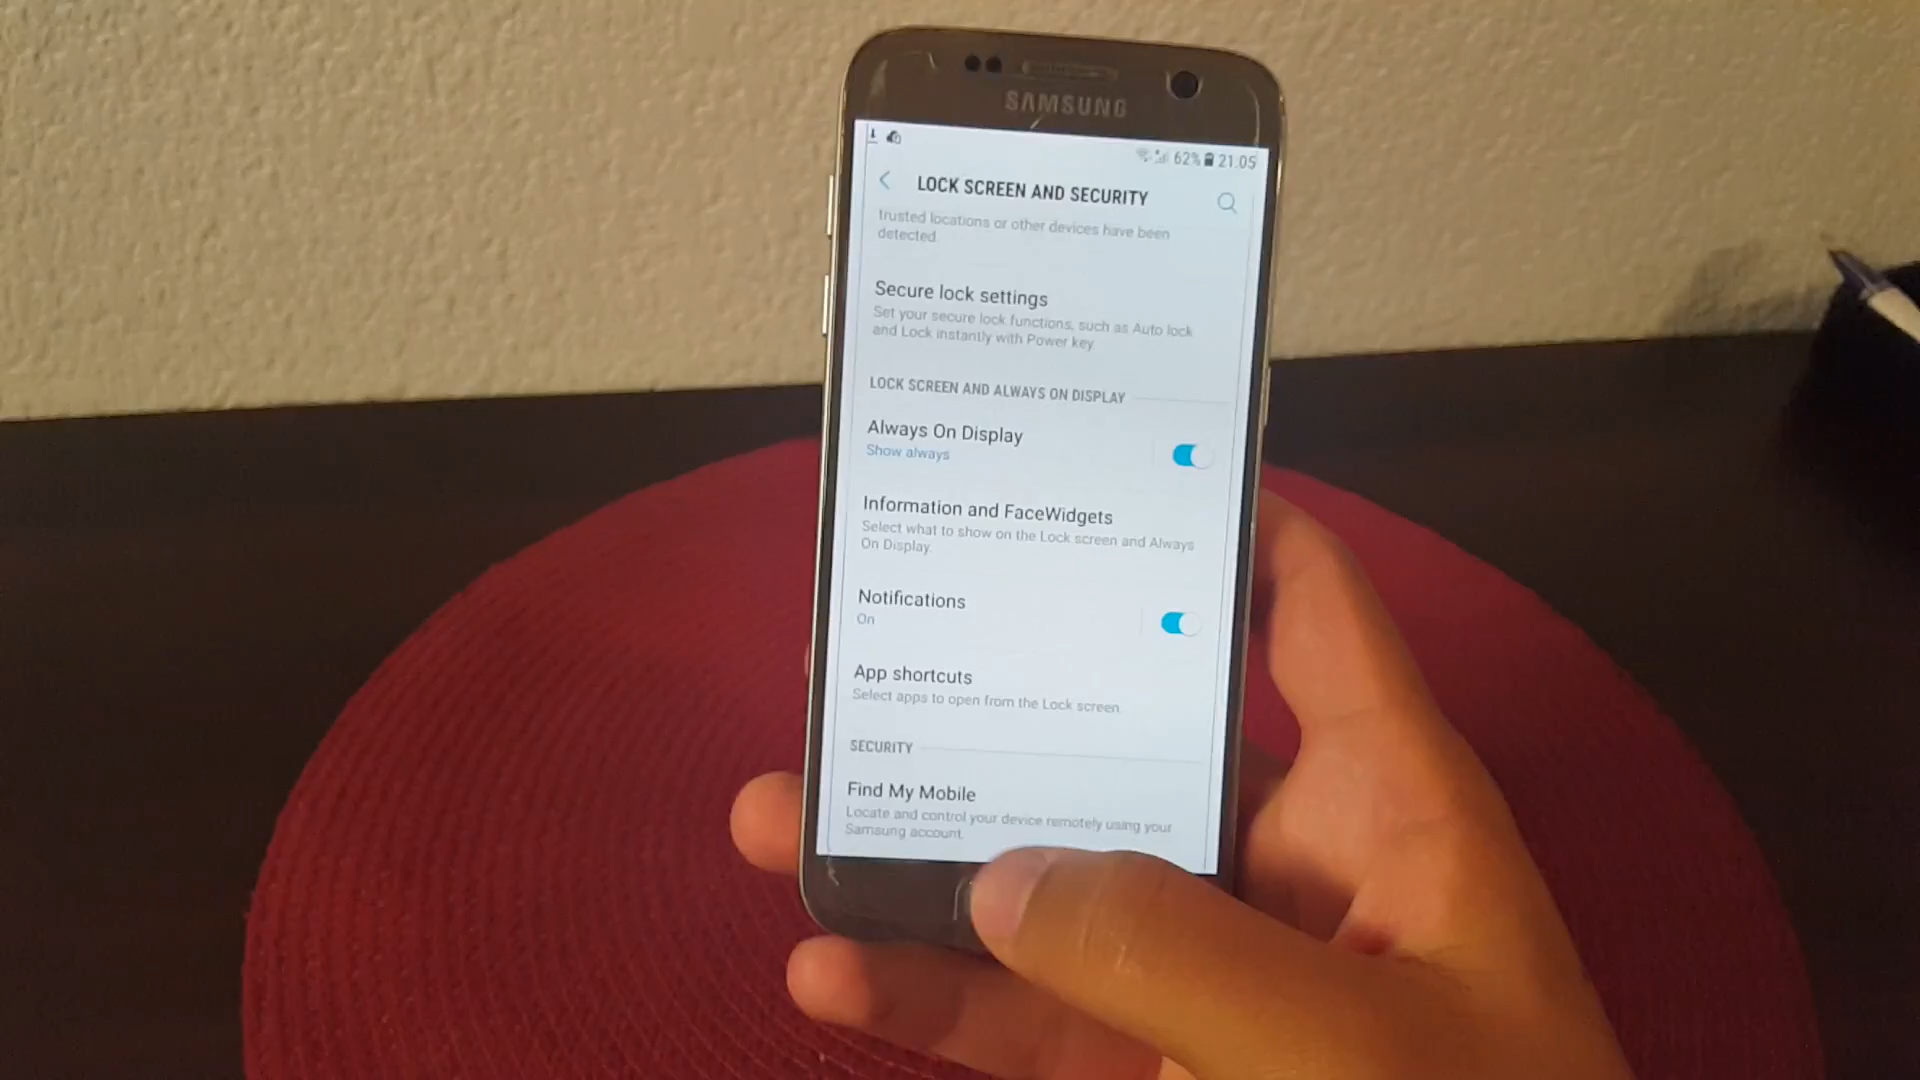 SAMSUNG
62% 21.05
LOCK SCREEN AND SECURITY
trusted locations or other devices have been
detected.
Secure lock settings
Set your secure lock functions, such as Auto lock
and Lock instantly with Power key.
LOCK SCREEN AND ALWAYS ON DISPLAY
Always On Display
Show always
Information and FaceWidgets
Select what to show on the Lock screen and Always
On Display.
Notifications
On
App shortcuts
Select apps to open from the Lock screen.
SECURITY
Find My Mobile
Locate and control your device remotely using your
Samsung account.